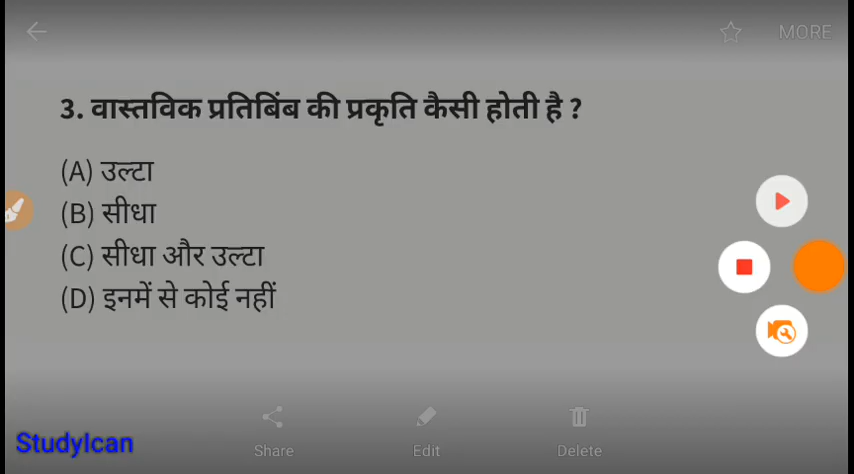 MORE
3. वास्तविक प्रतिबिंब की प्रकृति कैसी होती है ?
(A) उल्टा
(B) सीधा
(C) सीधा और उल्टा
(D) इनमें से कोई नहीं
StudyIcan
Share Edit Delete